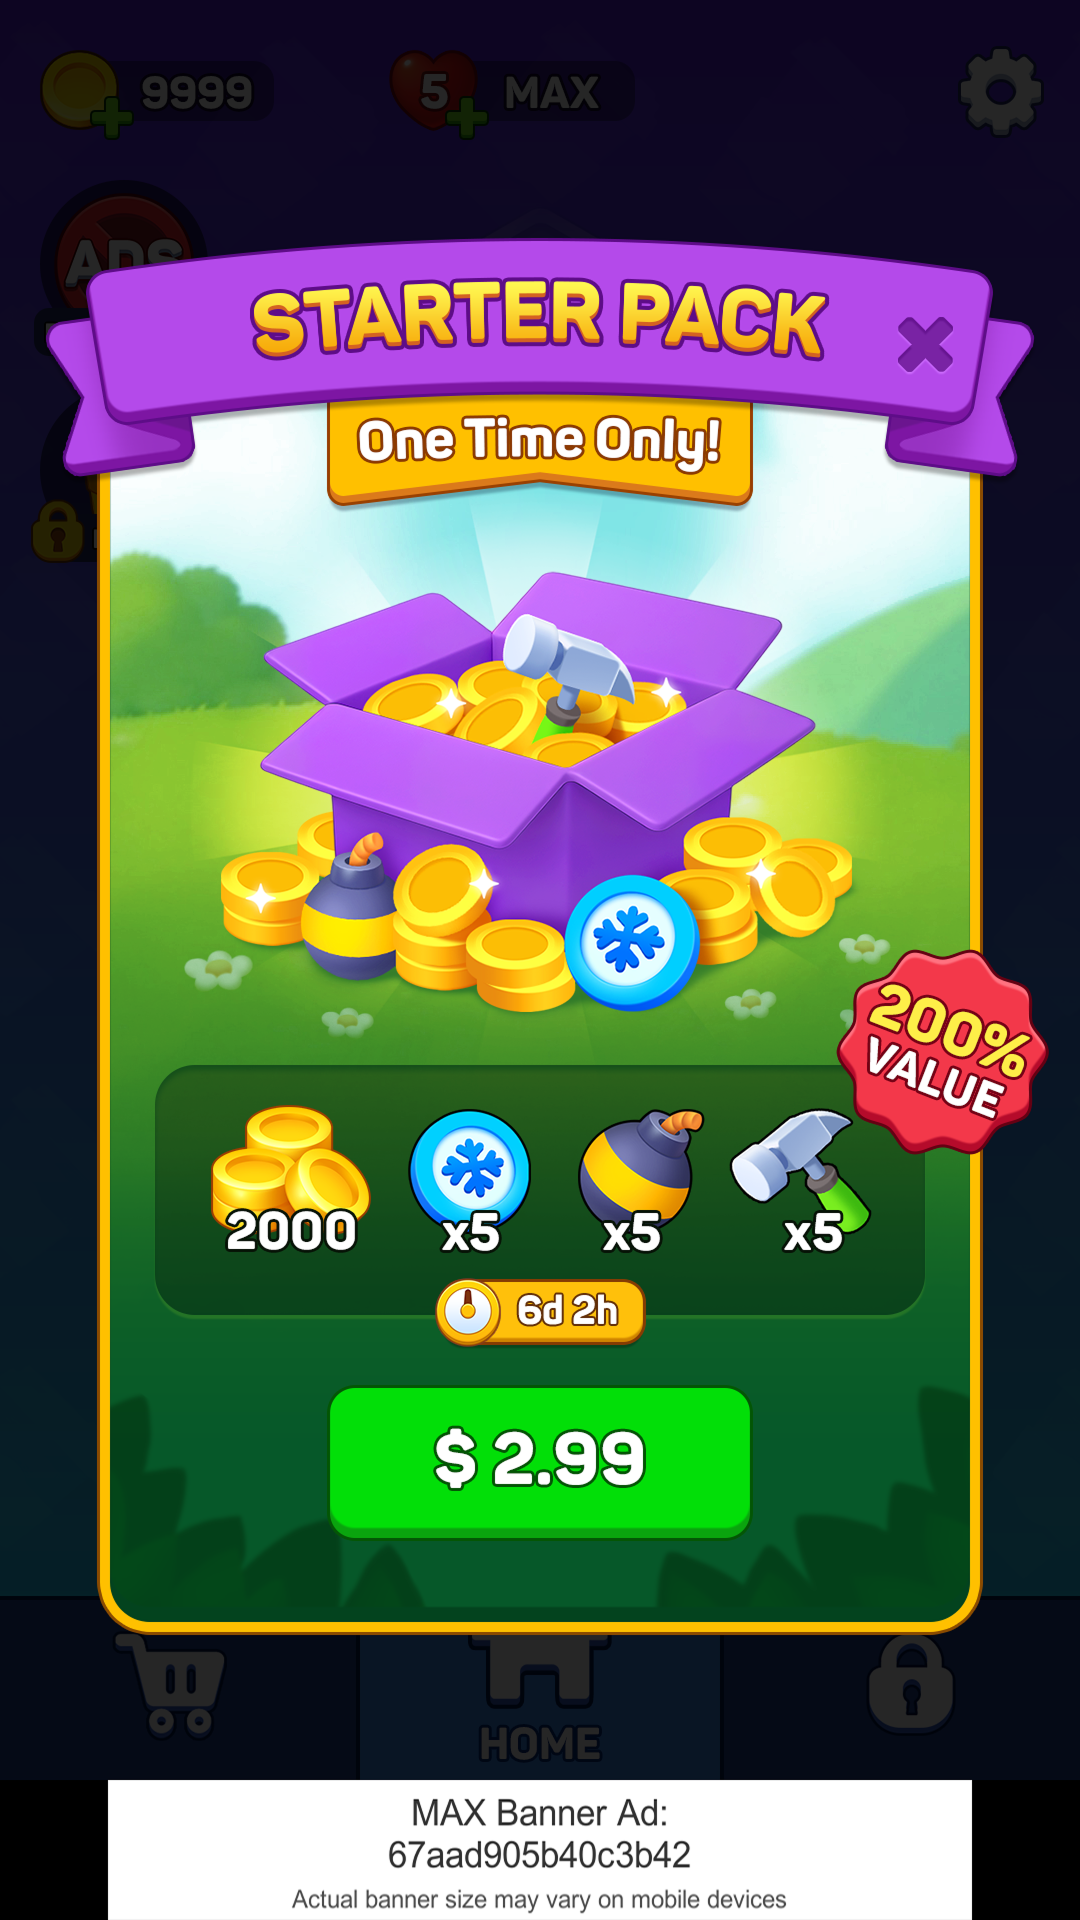 9999
5
MAX
ADS
STARTER PACK
One Time Only!
200%
VALUE
2000
x5
x5
x5
6d 2h
$ 2.99
HOME
MAX Banner Ad:
67aad905b40c3b42
Actual banner size may vary on mobile devices